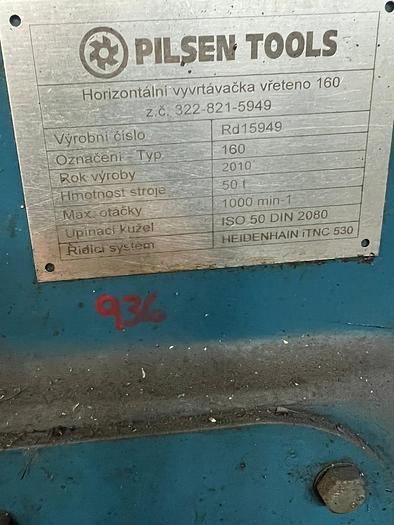 PILSEN TOOLS
Horizontální vyvrtávačka vřeteno 160
z.č. 322-821-5949
Výrobní číslo Rd15949
Označení - Typ 160
Rok výroby 2010
Hmotnost stroje 50 t
Max. otáčky 1000 min-1
Upínací kužel ISO 50 DIN 2080
Řídící systém HEIDENHAIN iTNC 530
936